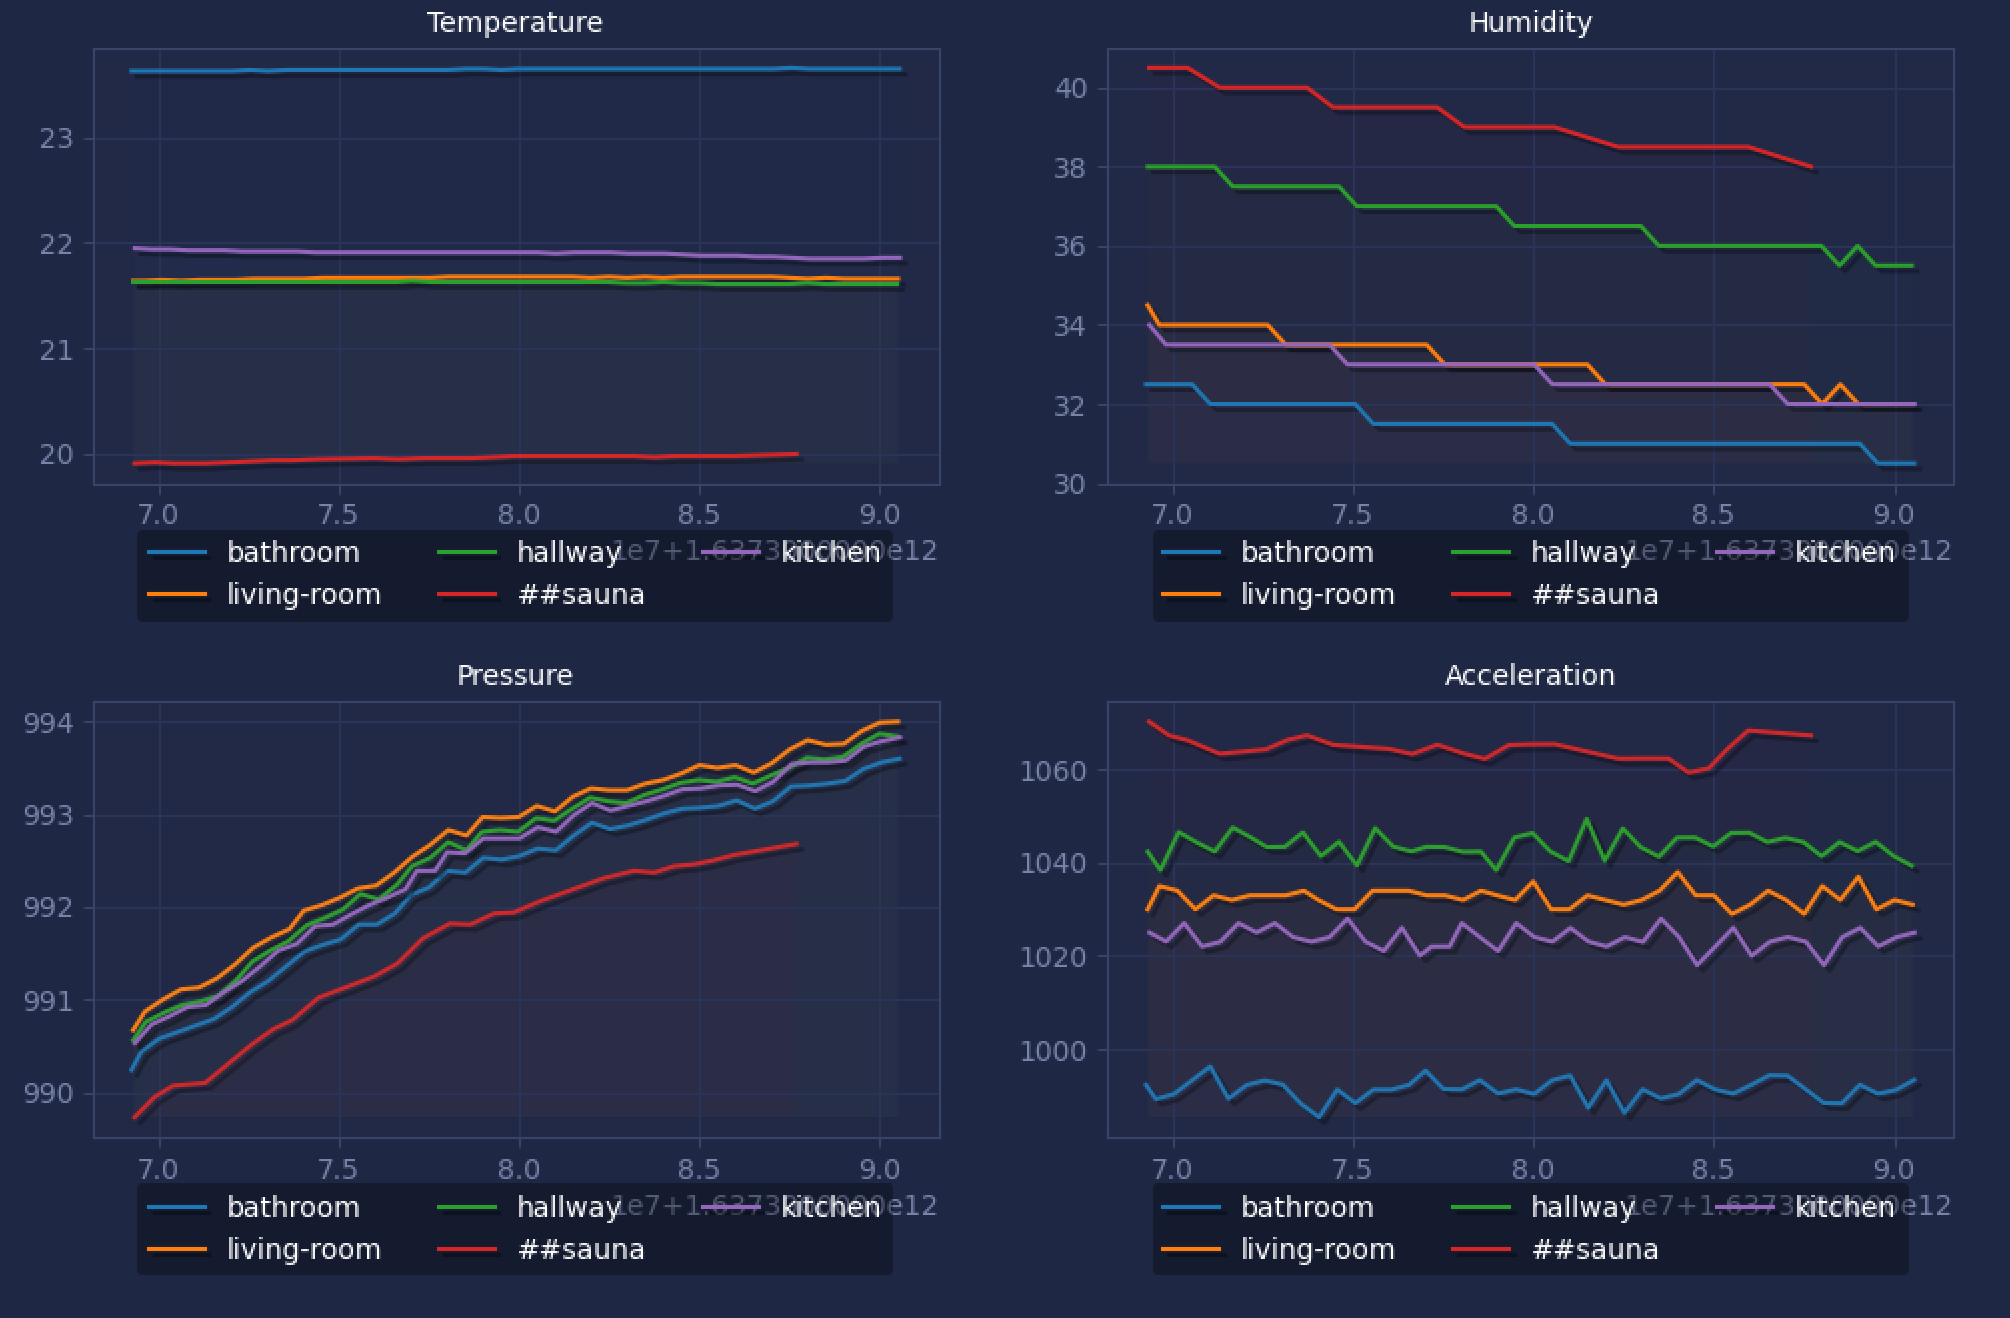 Temperature
23
22
21
20
7.0 7.5 8.0 8.5 9.0
bathroom hallway kitchen
living-room ##sauna
Humidity
40
38
36
34
32
30
7.0 7.5 8.0 8.5 9.0
bathroom hallway kitchen
living-room ##sauna
Pressure
994
993
992
991
990
7.0 7.5 8.0 8.5 9.0
bathroom hallway kitchen
living-room ##sauna
Acceleration
1060
1040
1020
1000
7.0 7.5 8.0 8.5 9.0
bathroom hallway kitchen
living-room ##sauna